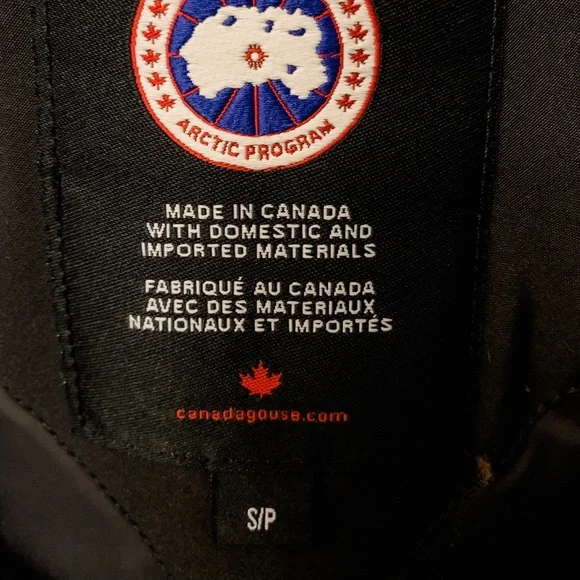 ARCTIC PROGRAM
MADE IN CANADA
WITH DOMESTIC AND
IMPORTED MATERIALS
FABRIQUÉ AU CANADA
AVEC DES MATERIAUX
NATIONAUX ET IMPORTÉS
canadagouse.com
S/P